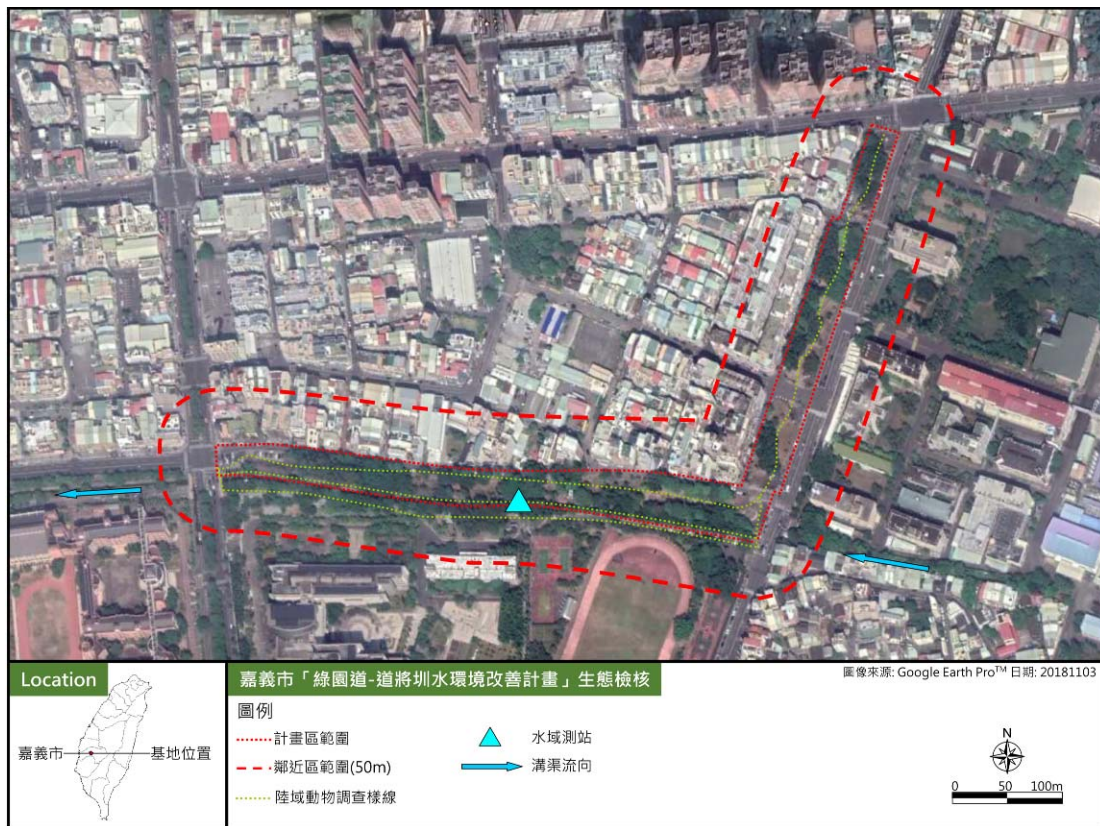 圖像來源: Google Earth Pro™ 日期: 20181103
Location
嘉義市
基地位置
嘉義市「綠園道-道將圳水環境改善計畫」生態檢核
圖例
計畫區範圍
水域測站
鄰近區範圍(50m)
溝渠流向
陸域動物調查樣線
N
0 50 100m